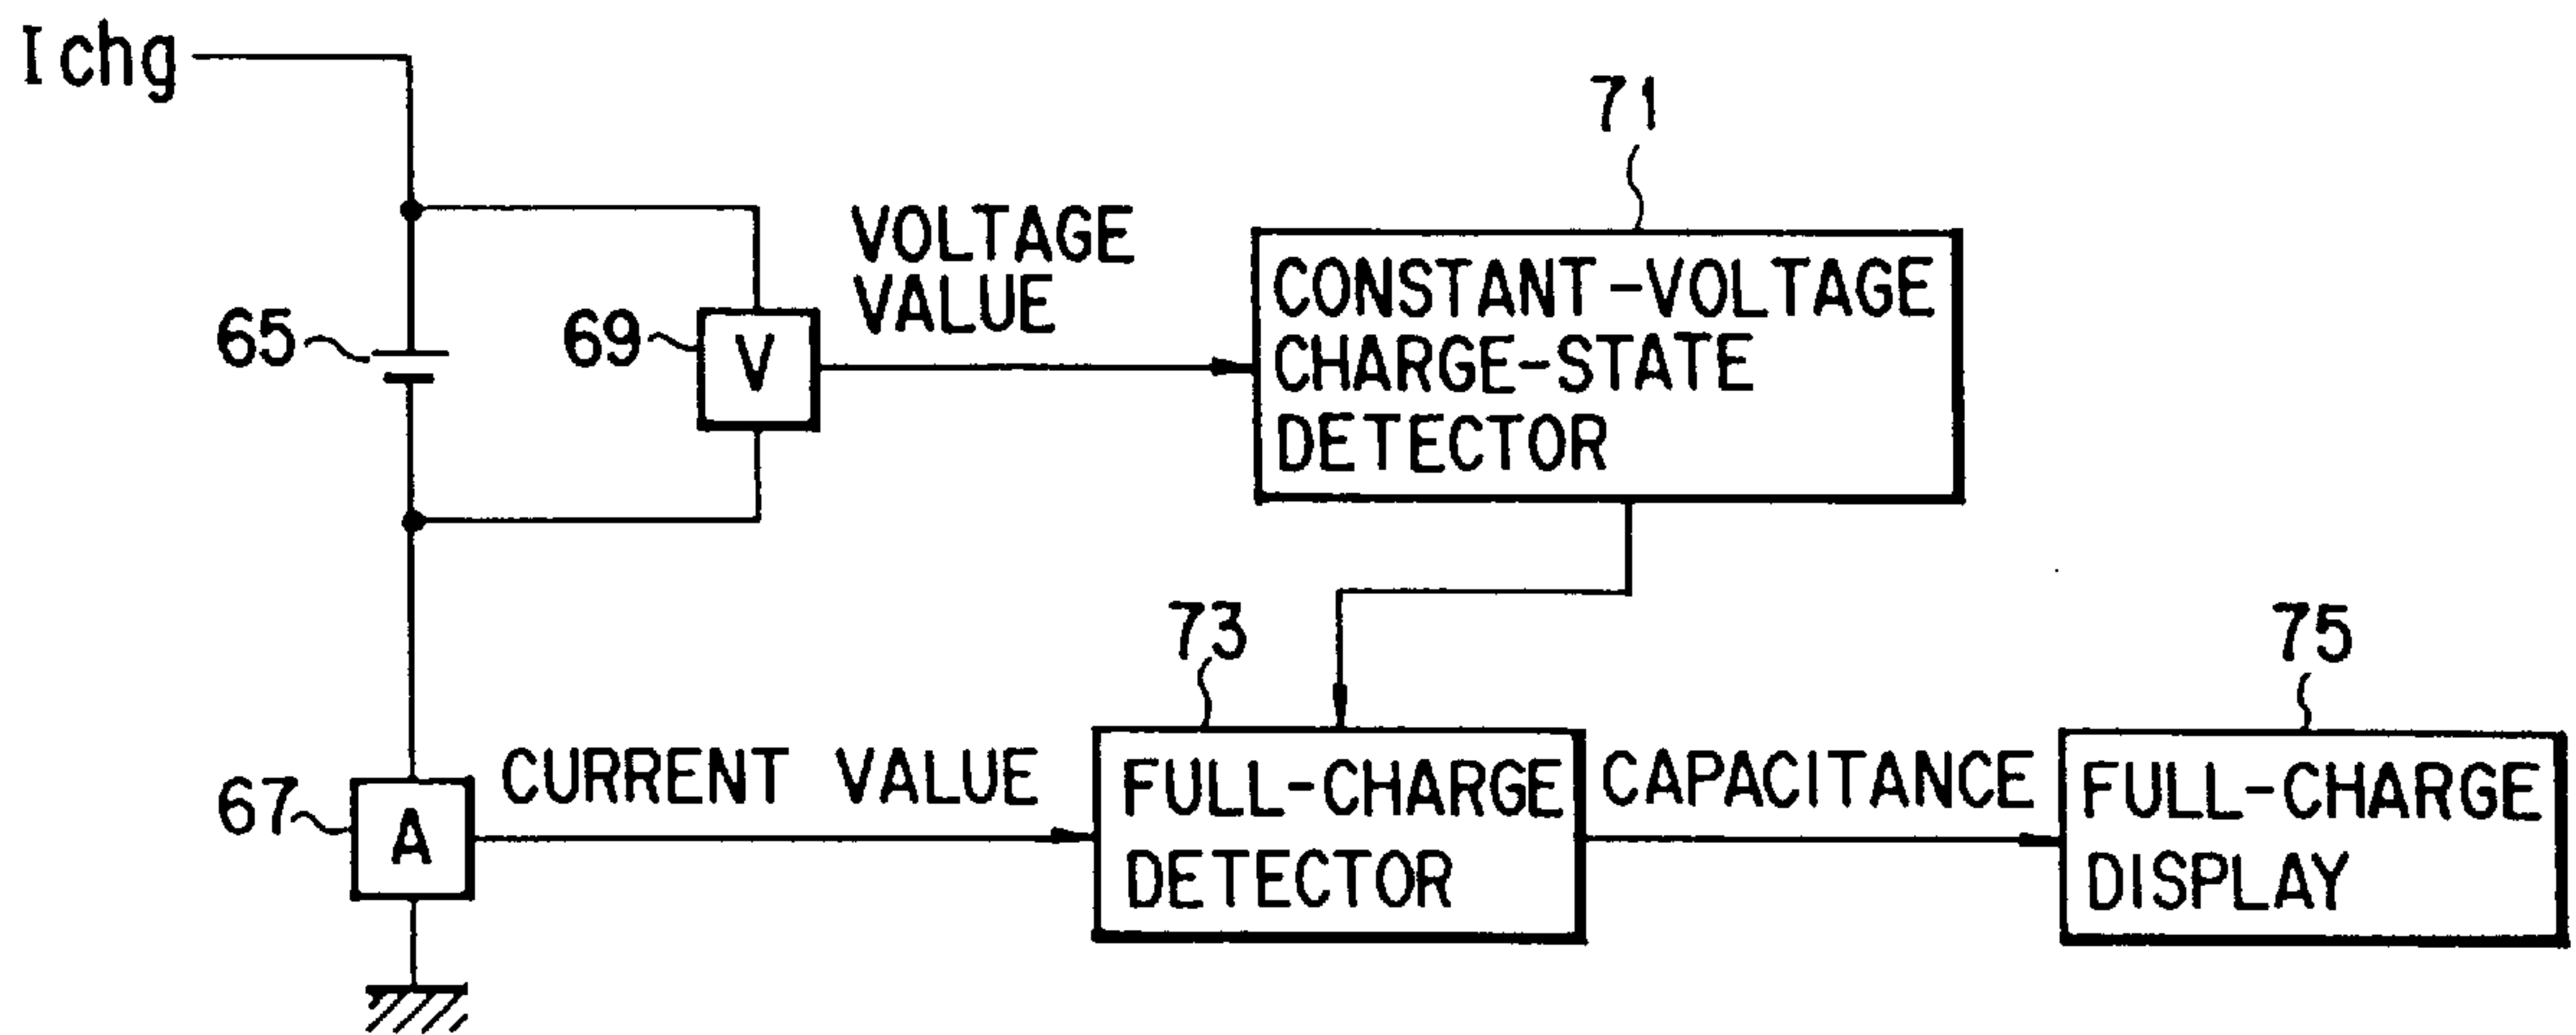 Ichg
71
VOLTAGE
VALUE
CONSTANT-VOLTAGE
CHARGE-STATE
DETECTOR
65
69
V
73
75
67
A
CURRENT VALUE
FULL-CHARGE
DETECTOR
CAPACITANCE
FULL-CHARGE
DISPLAY